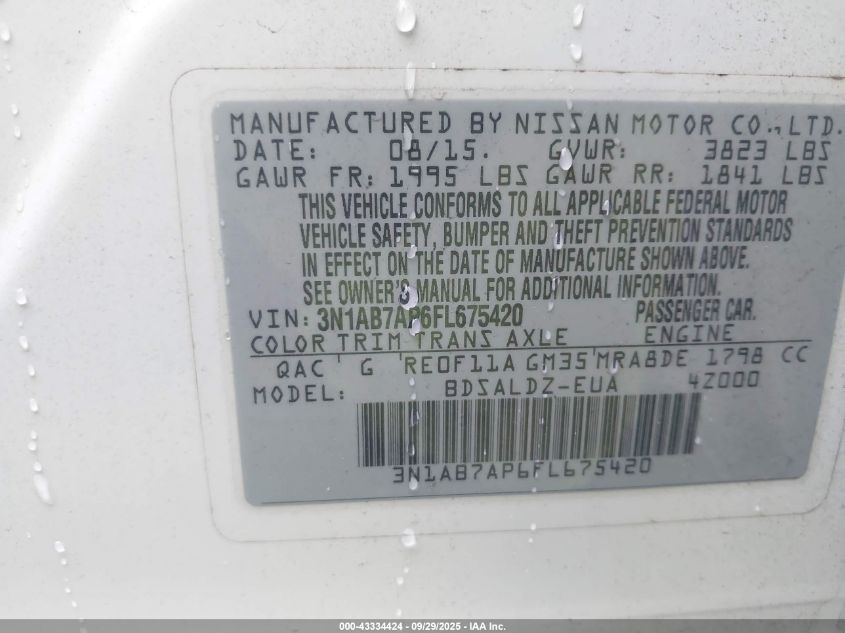 MANUFACTURED BY NISSAN MOTOR CO., LTD.
DATE: 08/15. GVWR: 3823 LBS
GAWR FR: 1995 LBS GAWR RR: 1841 LBS
THIS VEHICLE CONFORMS TO ALL APPLICABLE FEDERAL MOTOR
VEHICLE SAFETY, BUMPER AND THEFT PREVENTION STANDARDS
IN EFFECT ON THE DATE OF MANUFACTURE SHOWN ABOVE.
SEE OWNER'S MANUAL FOR ADDITIONAL INFORMATION.
VIN: 3N1AB7AP6FL675420 PASSENGER CAR.
COLOR TRIM TRANS AXLE ENGINE
QAC ' G 'RE0F11A GM35'MRA8DE 1798 CC
MODEL: BDSALDZ-EUA 4Z000
3N1AB7AP6FL675420
000-43334424 - 09/29/2025 - IAA Inc.